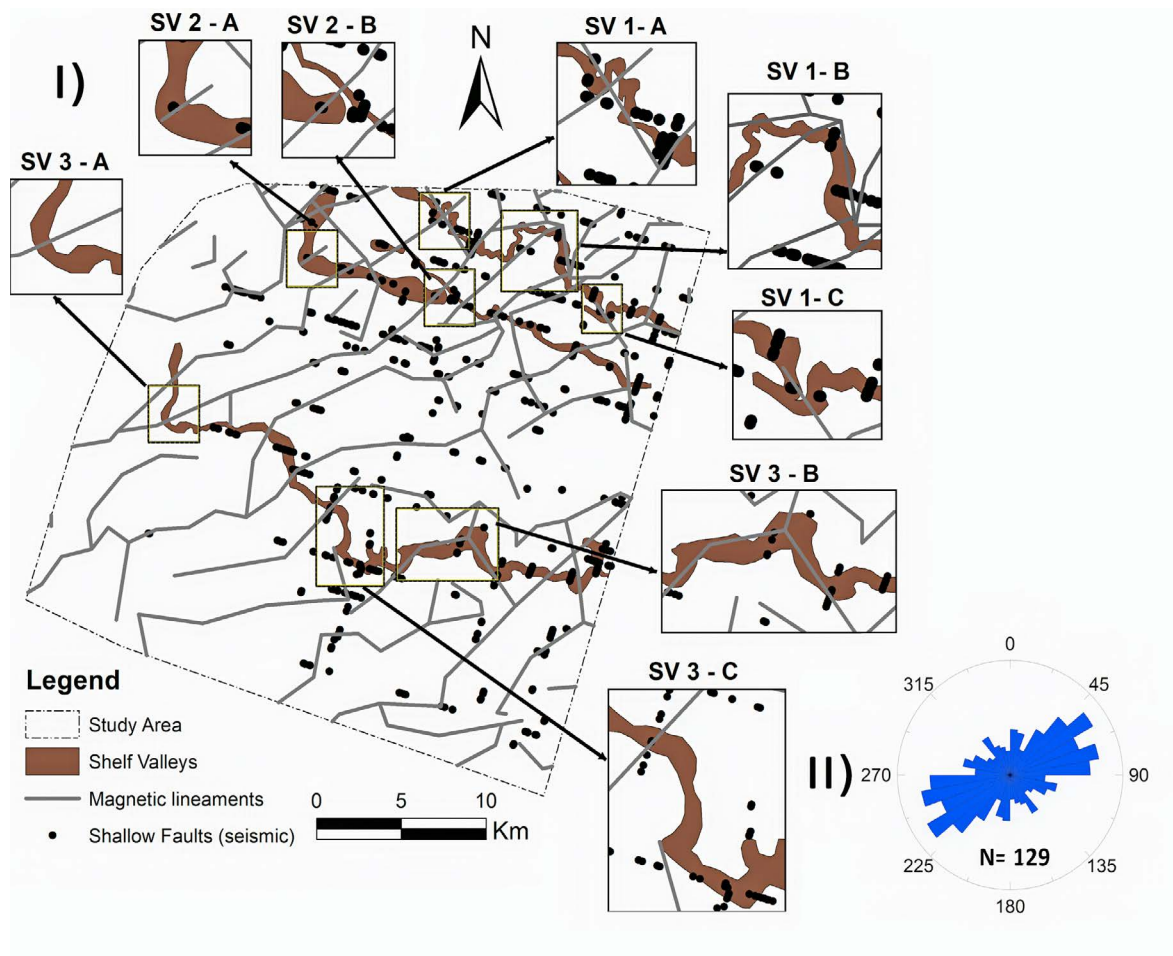 SV 2 - A
SV 2 - B
SV 1- A
N
SV 1- B
I)
SV 3 - A
SV 1- C
SV 3 - B
SV 3 - C
Legend
Study Area
Shelf Valleys
Magnetic lineaments
Shallow Faults (seismic)
0 5 10
Km
II)
0
315 45
270 90
225 135
180
N= 129